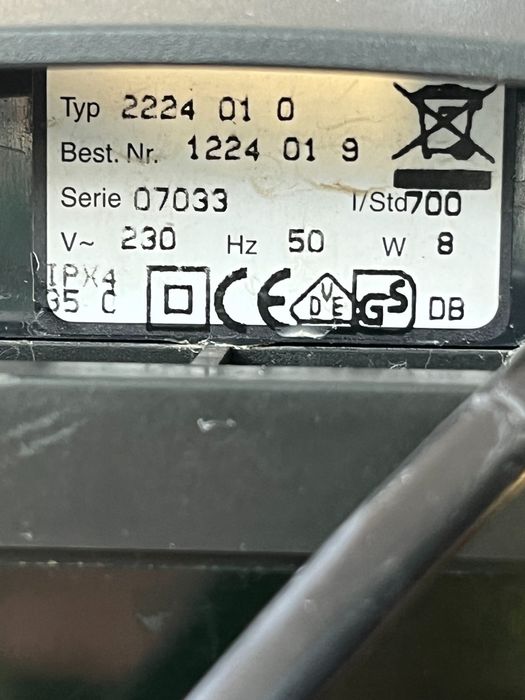 Typ 2224 01 0
Best. Nr. 1224 01 9
Serie 07033 l/Std700
V~ 230 Hz 50 W 8
IPX4
35 C
CE DVE GS DB